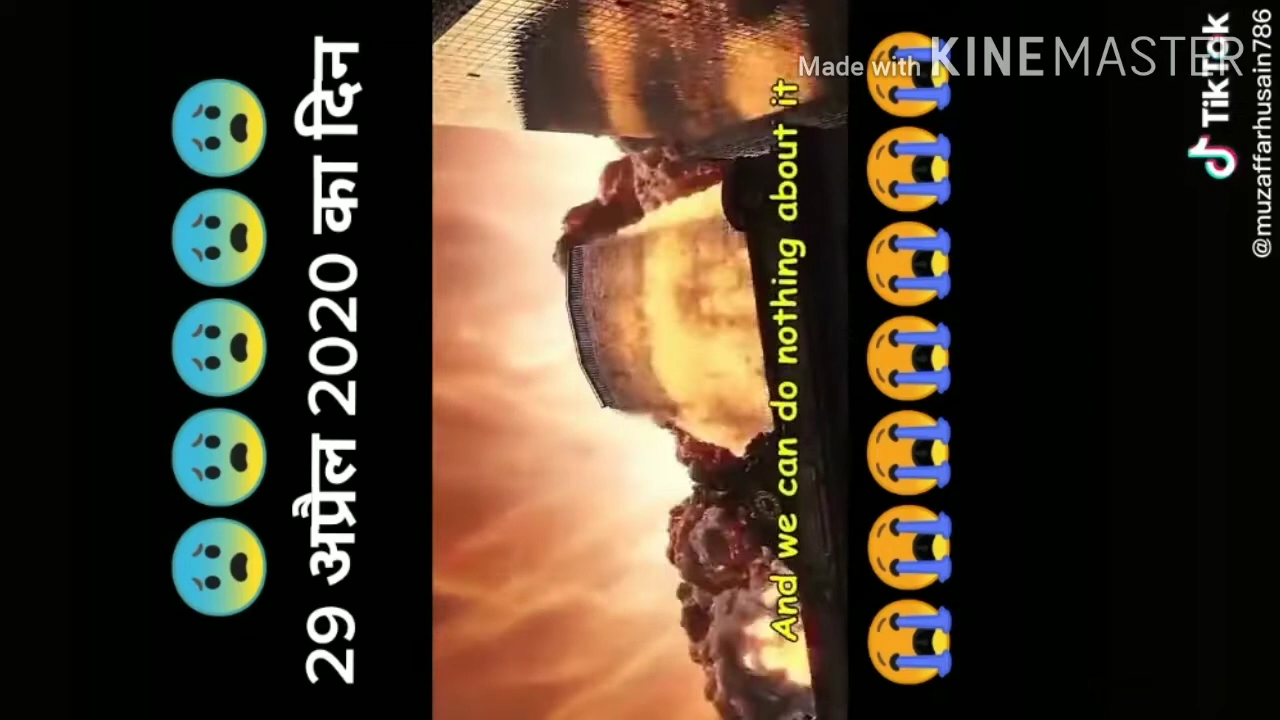 29 अप्रैल 2020 का दिन
And we can do nothing about it
Made with KINEMASTER
TikTok
@muzaffarhusain786